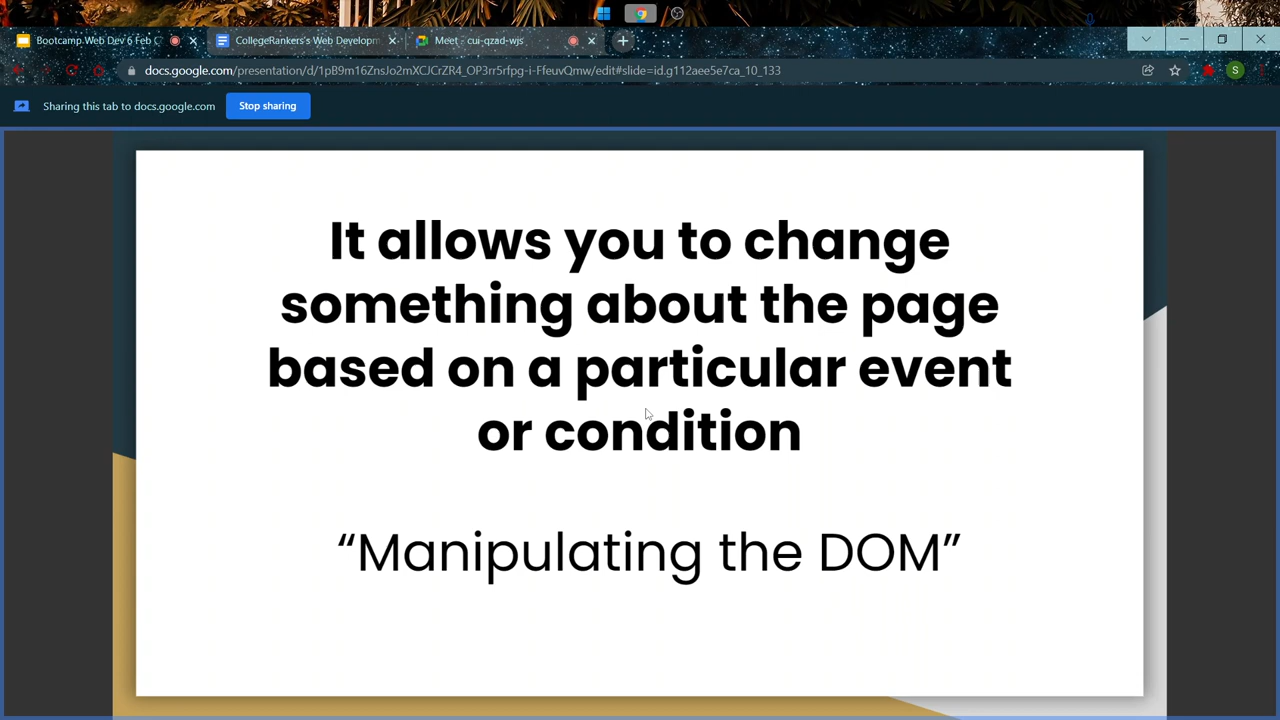 Bootcamp Web Dev 6 Feb
CollegeRankers's Web Developm
Meet - cui-qzad-wjs
docs.google.com/presentation/d/1pB9m16ZnsJo2mXCJCrZR4_OP3rr5rfpg-i-FfeuvQmw/edit#slide=id.g112aee5e7ca_10_133
S
Sharing this tab to docs.google.com
Stop sharing
It allows you to change
something about the page
based on a particular event
or condition
“Manipulating the DOM”